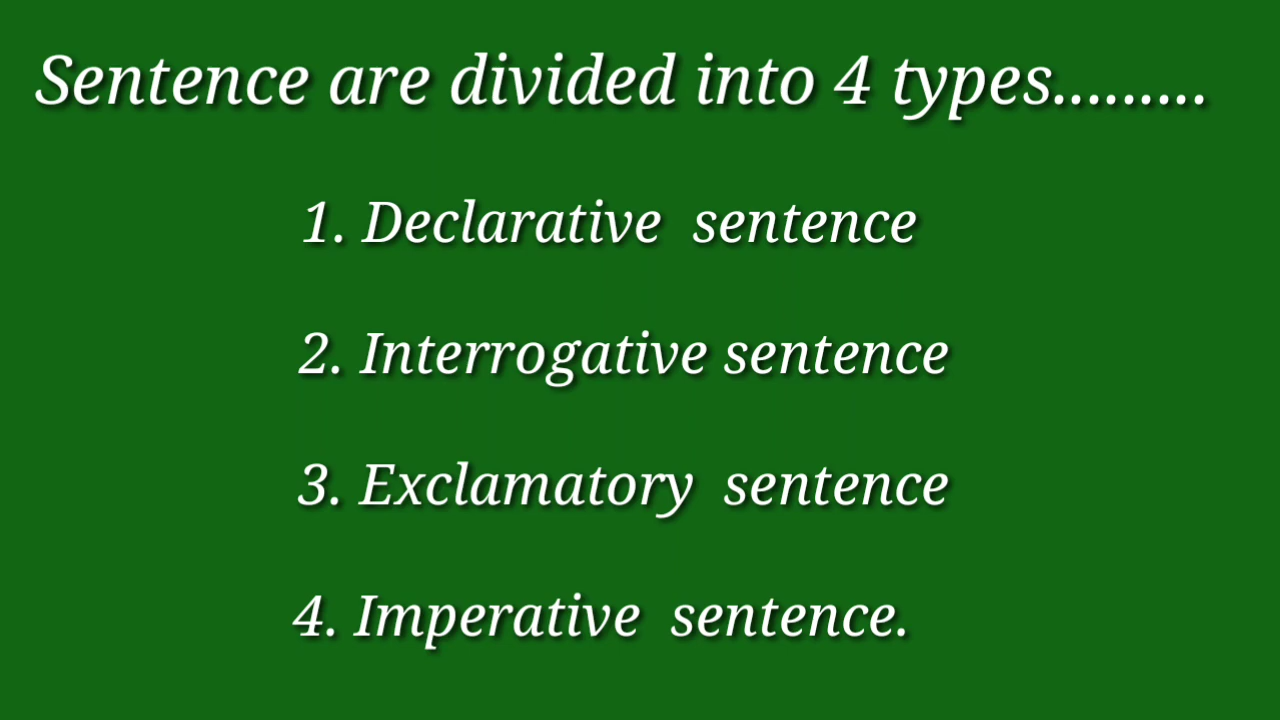 Sentence are divided into 4 types.........
1. Declarative sentence
2. Interrogative sentence
3. Exclamatory sentence
4. Imperative sentence.